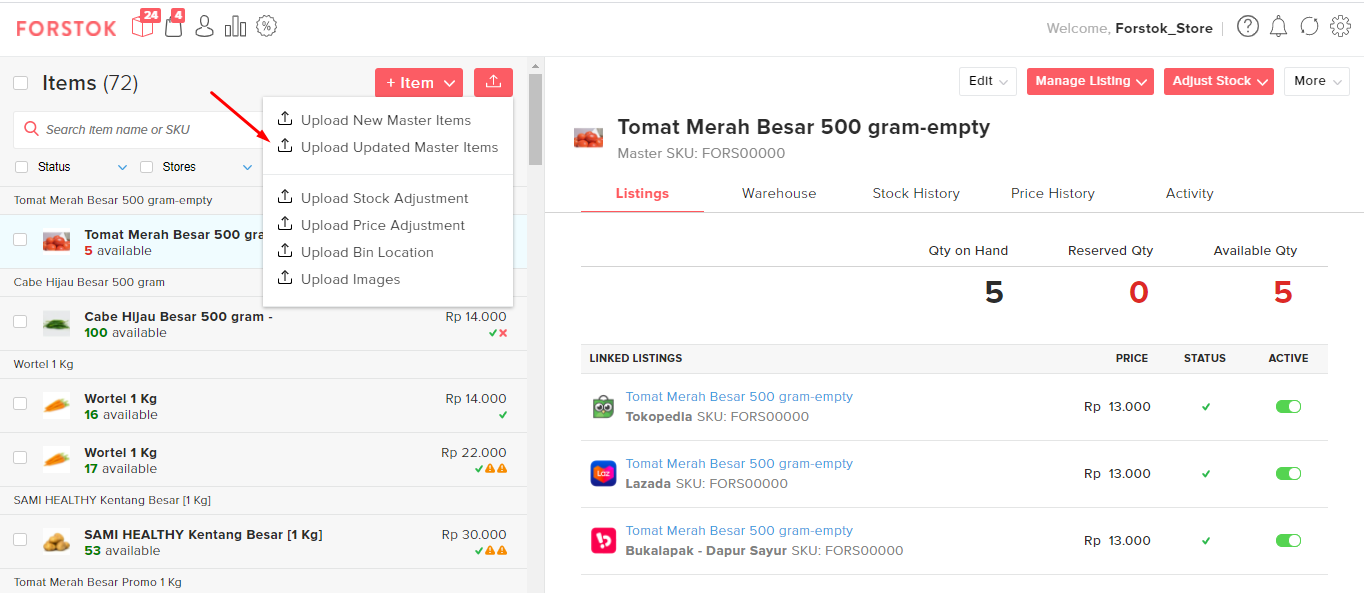 FORSTOK
24
4
Welcome, Forstok_Store
Items (72)
+ Item
Search Item name or SKU
Status
Stores
Upload New Master Items
Upload Updated Master Items
Upload Stock Adjustment
Upload Price Adjustment
Upload Bin Location
Upload Images
Tomat Merah Besar 500 gram-empty
Tomat Merah Besar 500 gra
5 available
Cabe Hijau Besar 500 gram
Cabe Hijau Besar 500 gram -
Rp 14.000
100 available
Wortel 1 Kg
Wortel 1 Kg
Rp 14.000
16 available
Wortel 1 Kg
Rp 22.000
17 available
SAMI HEALTHY Kentang Besar [1 Kg]
SAMI HEALTHY Kentang Besar [1 Kg]
Rp 30.000
53 available
Tomat Merah Besar Promo 1 Kg
Edit
Manage Listing
Adjust Stock
More
Tomat Merah Besar 500 gram-empty
Master SKU: FORS00000
Listings
Warehouse
Stock History
Price History
Activity
Qty on Hand
Reserved Qty
Available Qty
5
0
5
LINKED LISTINGS
PRICE
STATUS
ACTIVE
Tomat Merah Besar 500 gram-empty
Tokopedia SKU: FORS00000
Rp 13.000
Laz
Tomat Merah Besar 500 gram-empty
Lazada SKU: FORS00000
Rp 13.000
Tomat Merah Besar 500 gram-empty
Bukalapak - Dapur Sayur SKU: FORS00000
Rp 13.000